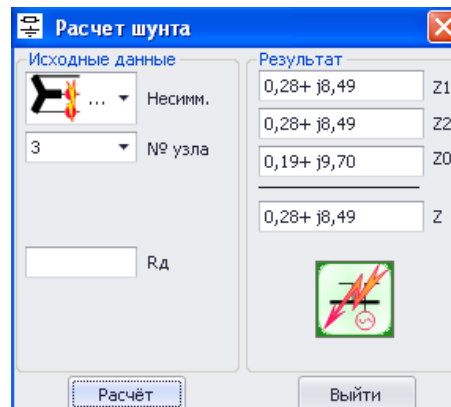 Расчет шунта
Исходные данные
... Несимм.
3 № узла
Rд
Результат
0,28+ j8,49 Z1
0,28+ j8,49 Z2
0,19+ j9,70 Z0
0,28+ j8,49 Z
Расчёт
Выйти